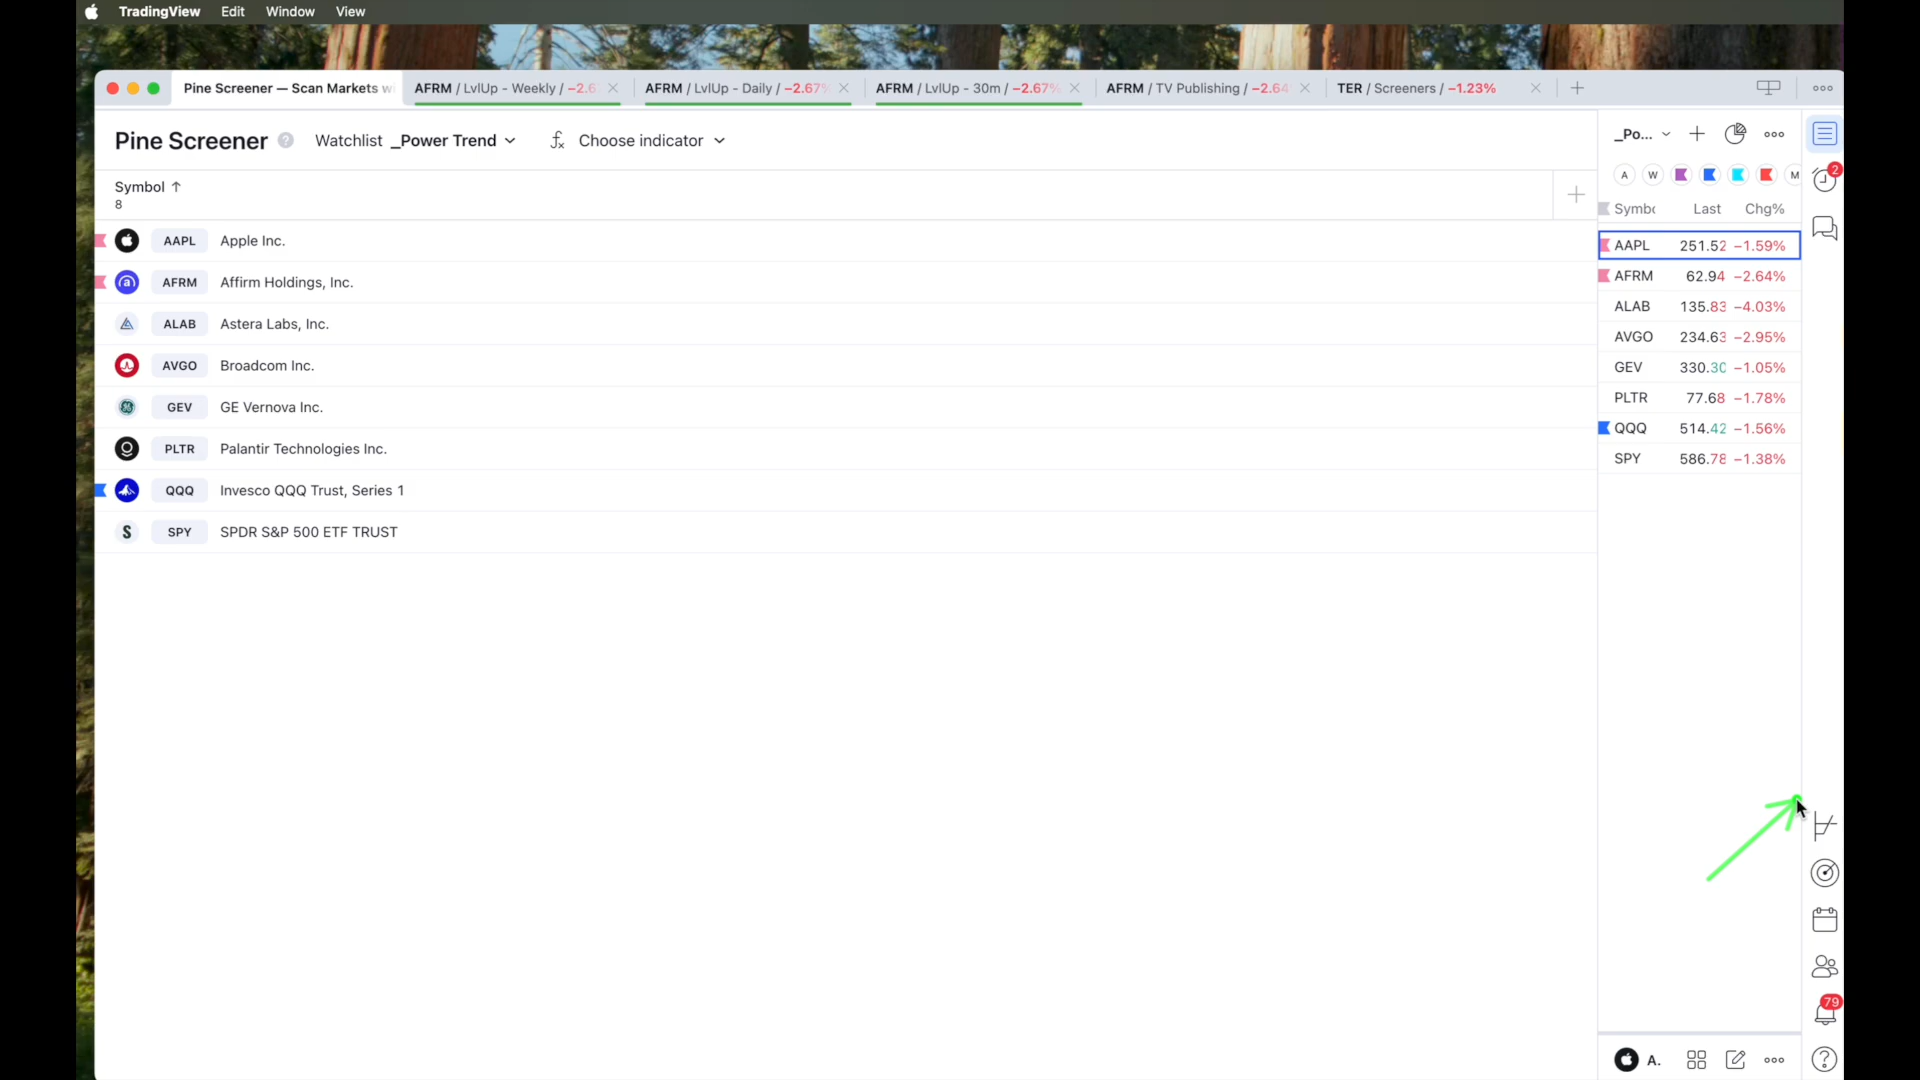 TradingView Edit Window View
Pine Screener — Scan Markets w
AFRM / LvlUp - Weekly / −2.6
AFRM / LvlUp - Daily / −2.67%
AFRM / LvlUp - 30m / −2.67%
AFRM / TV Publishing / −2.64
TER / Screeners / −1.23%
Pine Screener
Watchlist _Power Trend
Choose indicator
Symbol ↑
8
AAPL Apple Inc.
AFRM Affirm Holdings, Inc.
ALAB Astera Labs, Inc.
AVGO Broadcom Inc.
GEV GE Vernova Inc.
PLTR Palantir Technologies Inc.
QQQ Invesco QQQ Trust, Series 1
S SPY SPDR S&P 500 ETF TRUST
_Po...
A W M
Symbo Last Chg%
AAPL 251.52 −1.59%
AFRM 62.94 −2.64%
ALAB 135.83 −4.03%
AVGO 234.63 −2.95%
GEV 330.30 −1.05%
PLTR 77.68 −1.78%
QQQ 514.42 −1.56%
SPY 586.78 −1.38%
2
79
A.